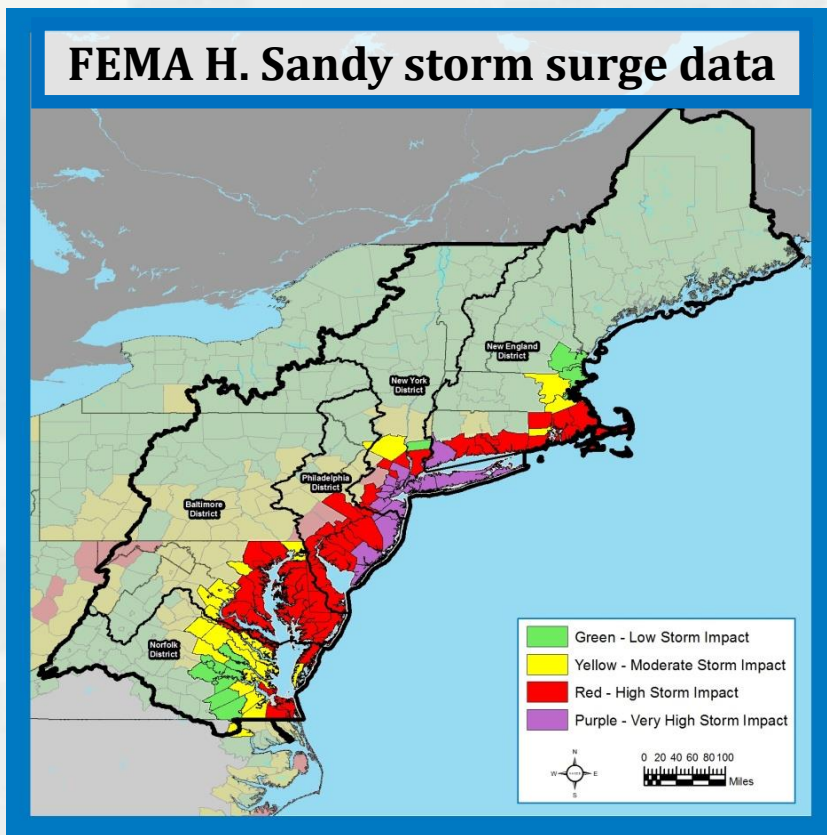 FEMA H. Sandy storm surge data
New England
District
New York
District
Philadelphia
District
Baltimore
District
Norfolk
District
Green - Low Storm Impact
Yellow - Moderate Storm Impact
Red - High Storm Impact
Purple - Very High Storm Impact
N
W E
S
0 20 40 60 80 100
Miles